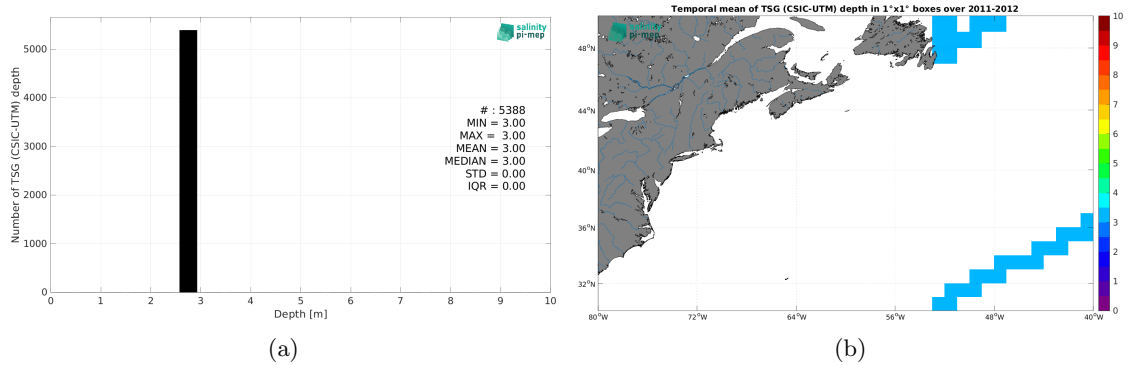 salinity
pi-mep
# : 5388
MIN = 3.00
MAX = 3.00
MEAN = 3.00
MEDIAN = 3.00
STD = 0.00
IQR = 0.00
Number of TSG (CSIC-UTM) depth
5000
4000
3000
2000
1000
0
0 1 2 3 4 5 6 7 8 9 10
Depth [m]
(a)
Temporal mean of TSG (CSIC-UTM) depth in 1°x1° boxes over 2011-2012
salinity
pi-mep
48°N
44°N
40°N
36°N
32°N
80°W 72°W 64°W 56°W 48°W 40°W
10
9
8
7
6
5
4
3
2
1
0
(b)